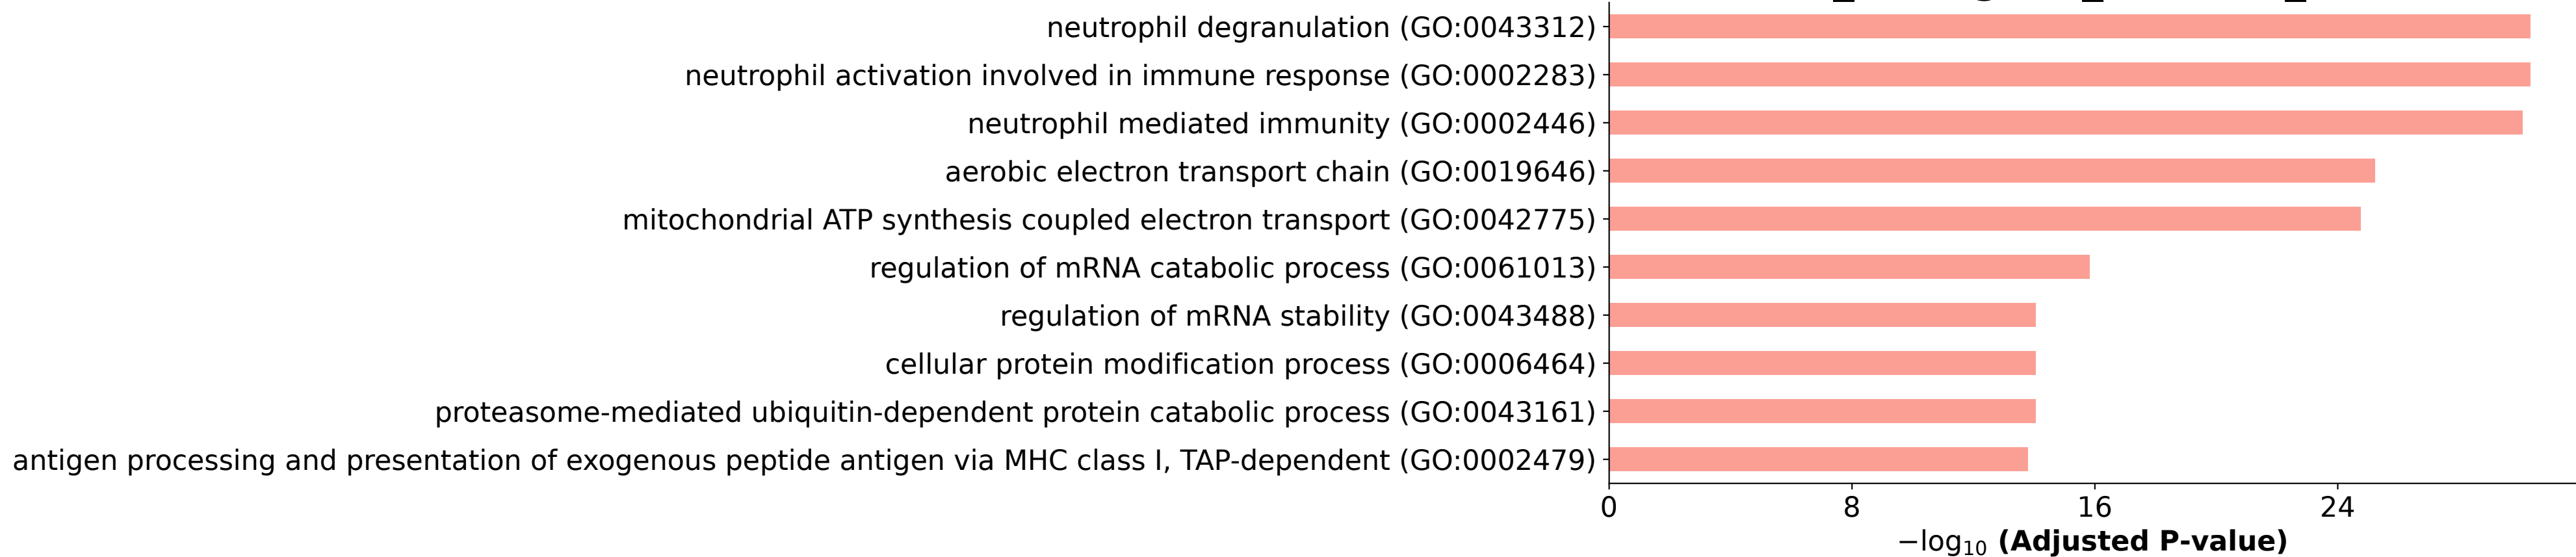 neutrophil degranulation (GO:0043312)
neutrophil activation involved in immune response (GO:0002283)
neutrophil mediated immunity (GO:0002446)
aerobic electron transport chain (GO:0019646)
mitochondrial ATP synthesis coupled electron transport (GO:0042775)
regulation of mRNA catabolic process (GO:0061013)
regulation of mRNA stability (GO:0043488)
cellular protein modification process (GO:0006464)
proteasome-mediated ubiquitin-dependent protein catabolic process (GO:0043161)
antigen processing and presentation of exogenous peptide antigen via MHC class I, TAP-dependent (GO:0002479)
0 8 16 24
−log₁₀ (Adjusted P-value)